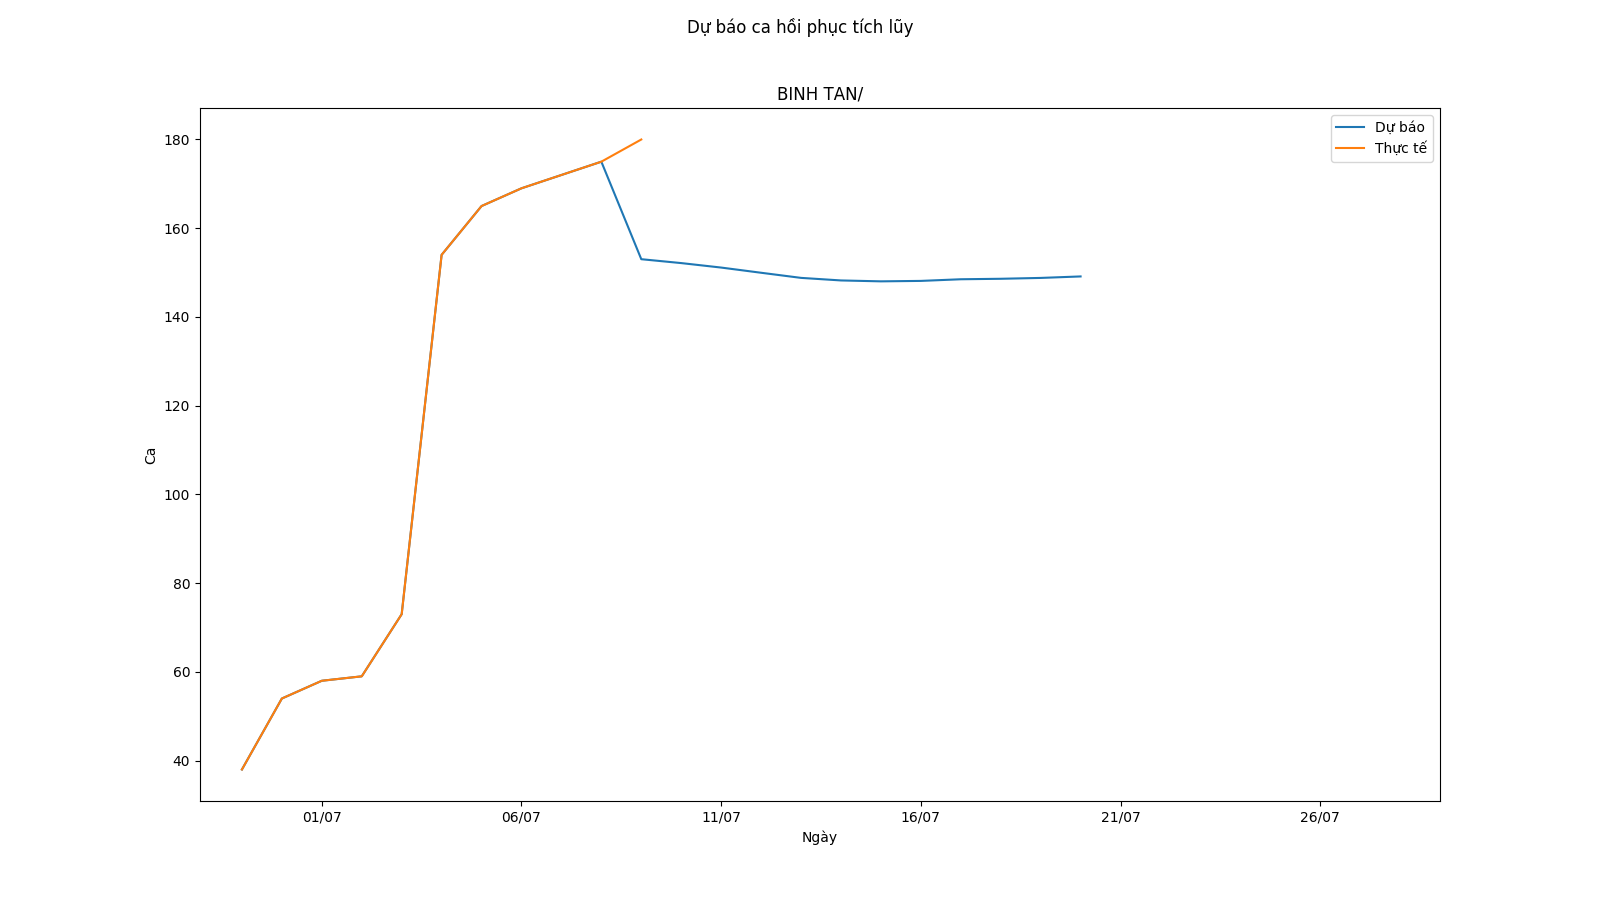 Dự báo ca hồi phục tích lũy
BINH TAN/
Dự báo
Thực tế
180
160
140
120
100
80
60
40
Ca
01/07
06/07
11/07
16/07
21/07
26/07
Ngày